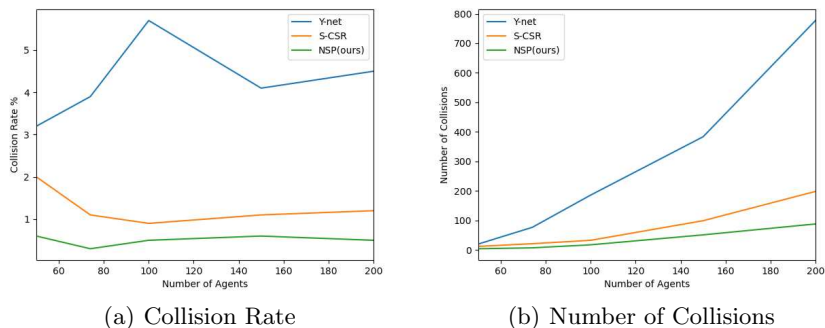 Y-net
S-CSR
NSP(ours)
5
4
3
2
1
Collision Rate %
60 80 100 120 140 160 180 200
Number of Agents
(a) Collision Rate
Y-net
S-CSR
NSP(ours)
800
700
600
500
400
300
200
100
0
Number of Collisions
60 80 100 120 140 160 180 200
Number of Agents
(b) Number of Collisions